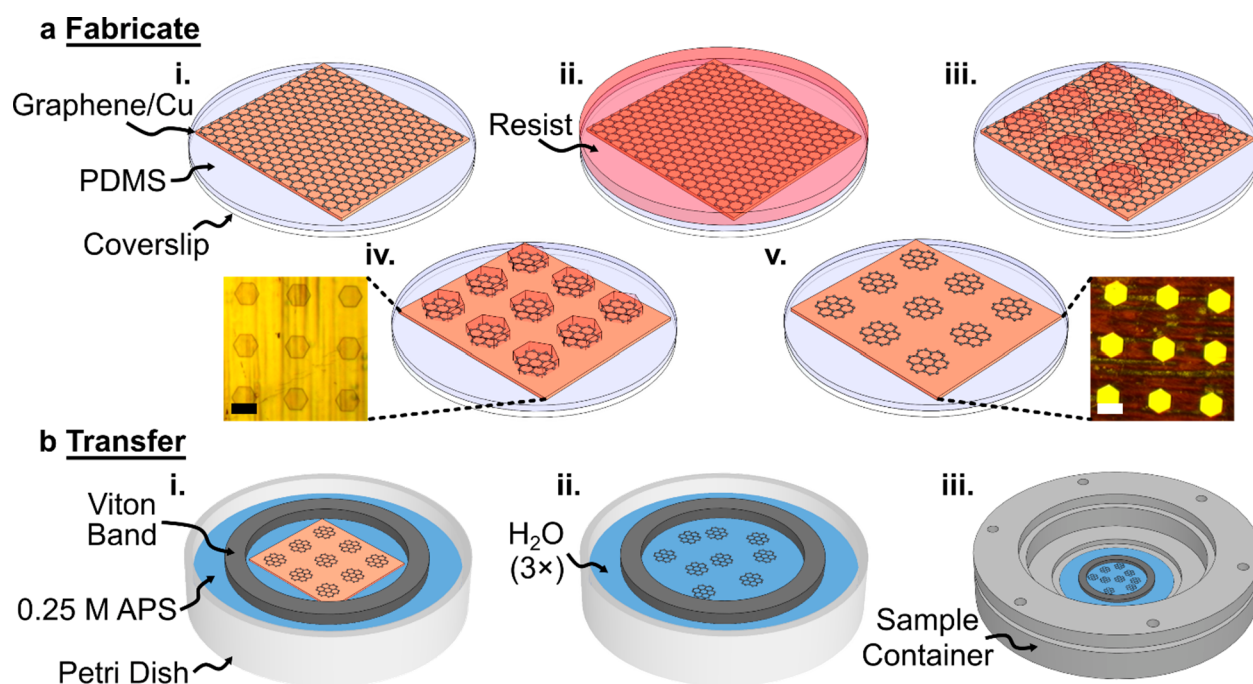 a Fabricate
i.
Graphene/Cu
PDMS
Coverslip
ii.
Resist
iii.
iv.
v.
b Transfer
i.
Viton
Band
0.25 M APS
Petri Dish
ii.
H₂O
(3×)
iii.
Sample
Container